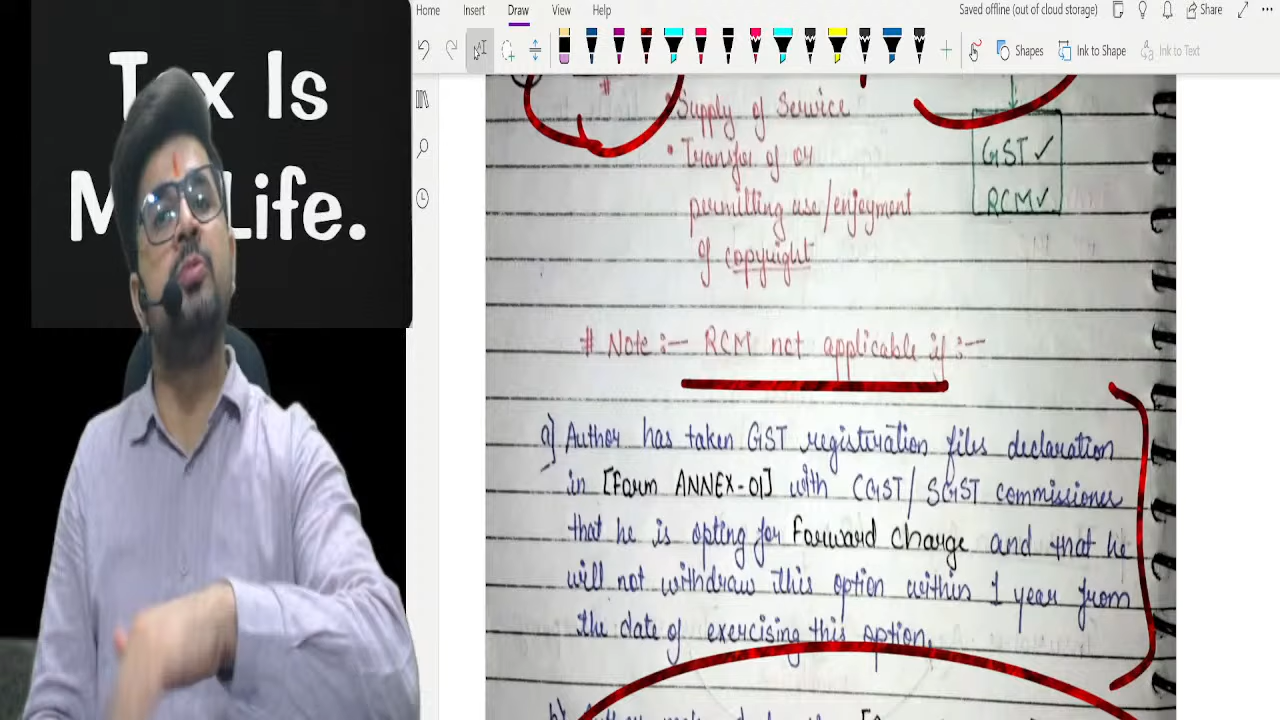 Home Insert Draw View Help
Saved offline (out of cloud storage) Share
Shapes Ink to Shape Ink to Text
Tax Is
My Life.
#
• Supply of Service
• Transfer of or
permitting use/enjoyment
of copyright
GST ✓
RCM ✓
# Note :- RCM not applicable if :-
a] Author has taken GST registration files declaration
in [Form ANNEX-01] with CGST/ SGST commissioner
that he is opting for Forward Charge and that he
will not withdraw this option within 1 year from
the date of exercising this option.